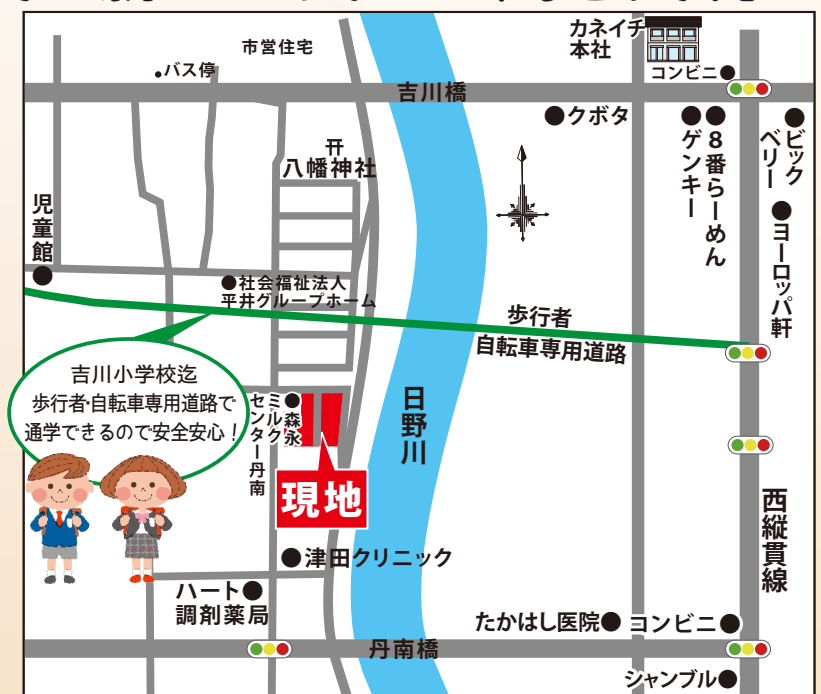 カネイチ
本社
市営住宅
バス停
コンビニ
吉川橋
クボタ
ビック
ベリー
8番らーめん
ゲンキー
八幡神社
児童館
ヨーロッパ軒
社会福祉法人
平井グループホーム
歩行者
自転車専用道路
吉川小学校迄
歩行者・自転車専用道路で
通学できるので安全安心！
森永
ミルク
センター丹南
日野川
現地
西縦貫線
津田クリニック
ハート
調剤薬局
たかはし医院
コンビニ
丹南橋
シャンブル